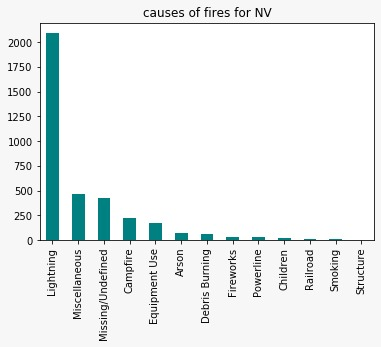 causes of fires for NV
2000
1750
1500
1250
1000
750
500
250
0
Lightning
Miscellaneous
Missing/Undefined
Campfire
Equipment Use
Arson
Debris Burning
Fireworks
Powerline
Children
Railroad
Smoking
Structure